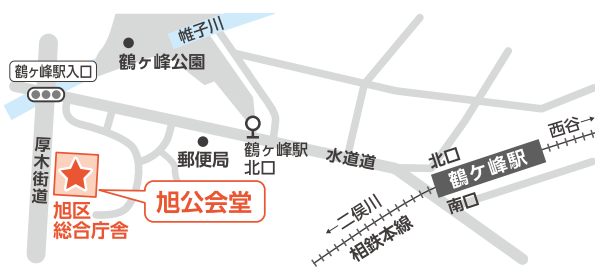 帷子川
鶴ヶ峰公園
鶴ヶ峰駅入口
厚木街道
郵便局
鶴ヶ峰駅
北口
水道道
北口
鶴ヶ峰駅
南口
西谷→
←二俣川
相鉄本線
旭公会堂
旭区
総合庁舎